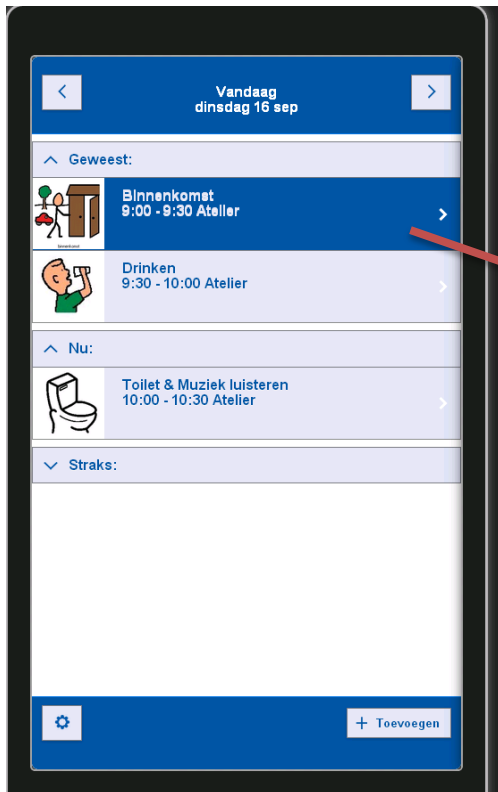 Vandaag
dinsdag 16 sep
Geweest:
Binnenkomst
9:00 - 9:30 Atelier
binnenkomst
Drinken
9:30 - 10:00 Atelier
Nu:
Toilet & Muziek luisteren
10:00 - 10:30 Atelier
Straks:
+ Toevoegen